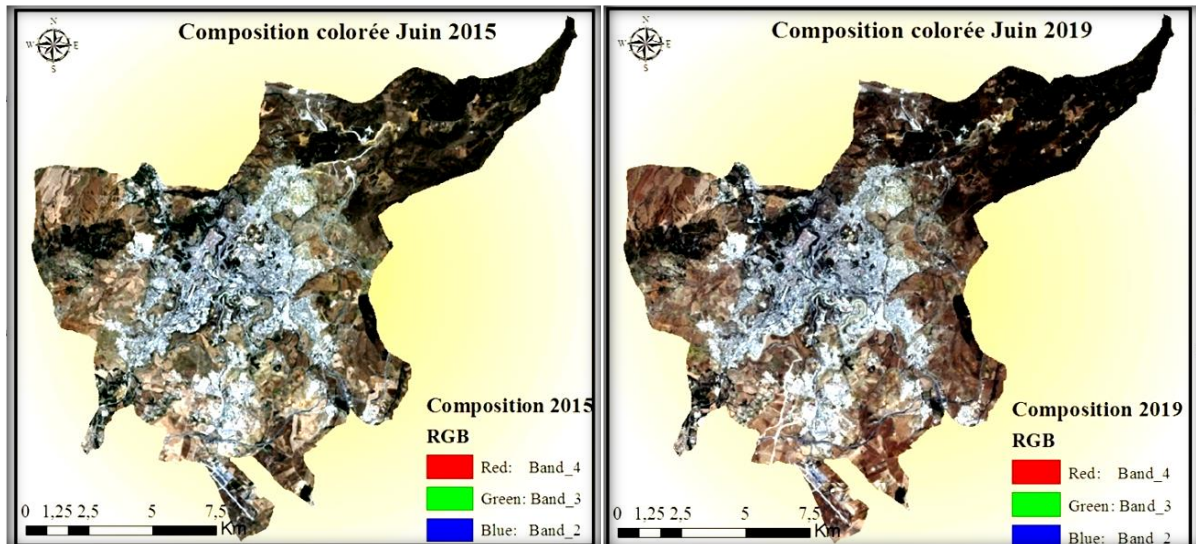 Composition colorée Juin 2015
N
W
E
S
Composition 2015
RGB
Red: Band_4
Green: Band_3
Blue: Band_2
0 1,25 2,5 5 7,5
Km
Composition colorée Juin 2019
N
W
E
S
Composition 2019
RGB
Red: Band_4
Green: Band_3
Blue: Band_2
0 1,25 2,5 5 7,5
Km